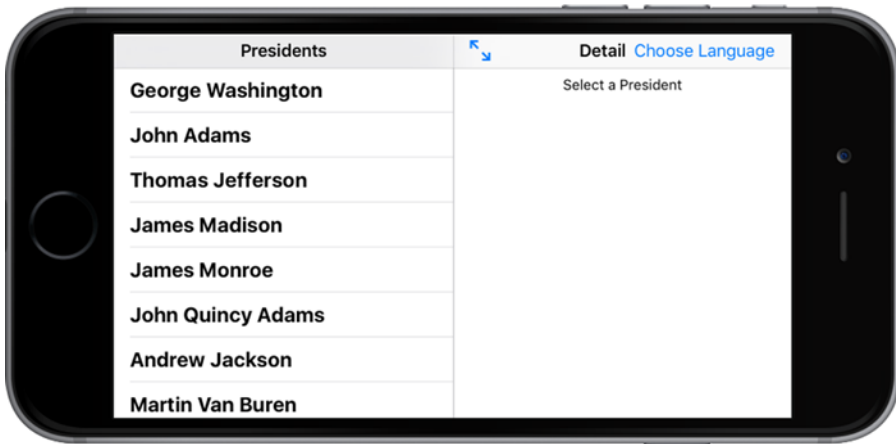 Presidents
Detail Choose Language
George Washington
John Adams
Thomas Jefferson
James Madison
James Monroe
John Quincy Adams
Andrew Jackson
Martin Van Buren
Select a President